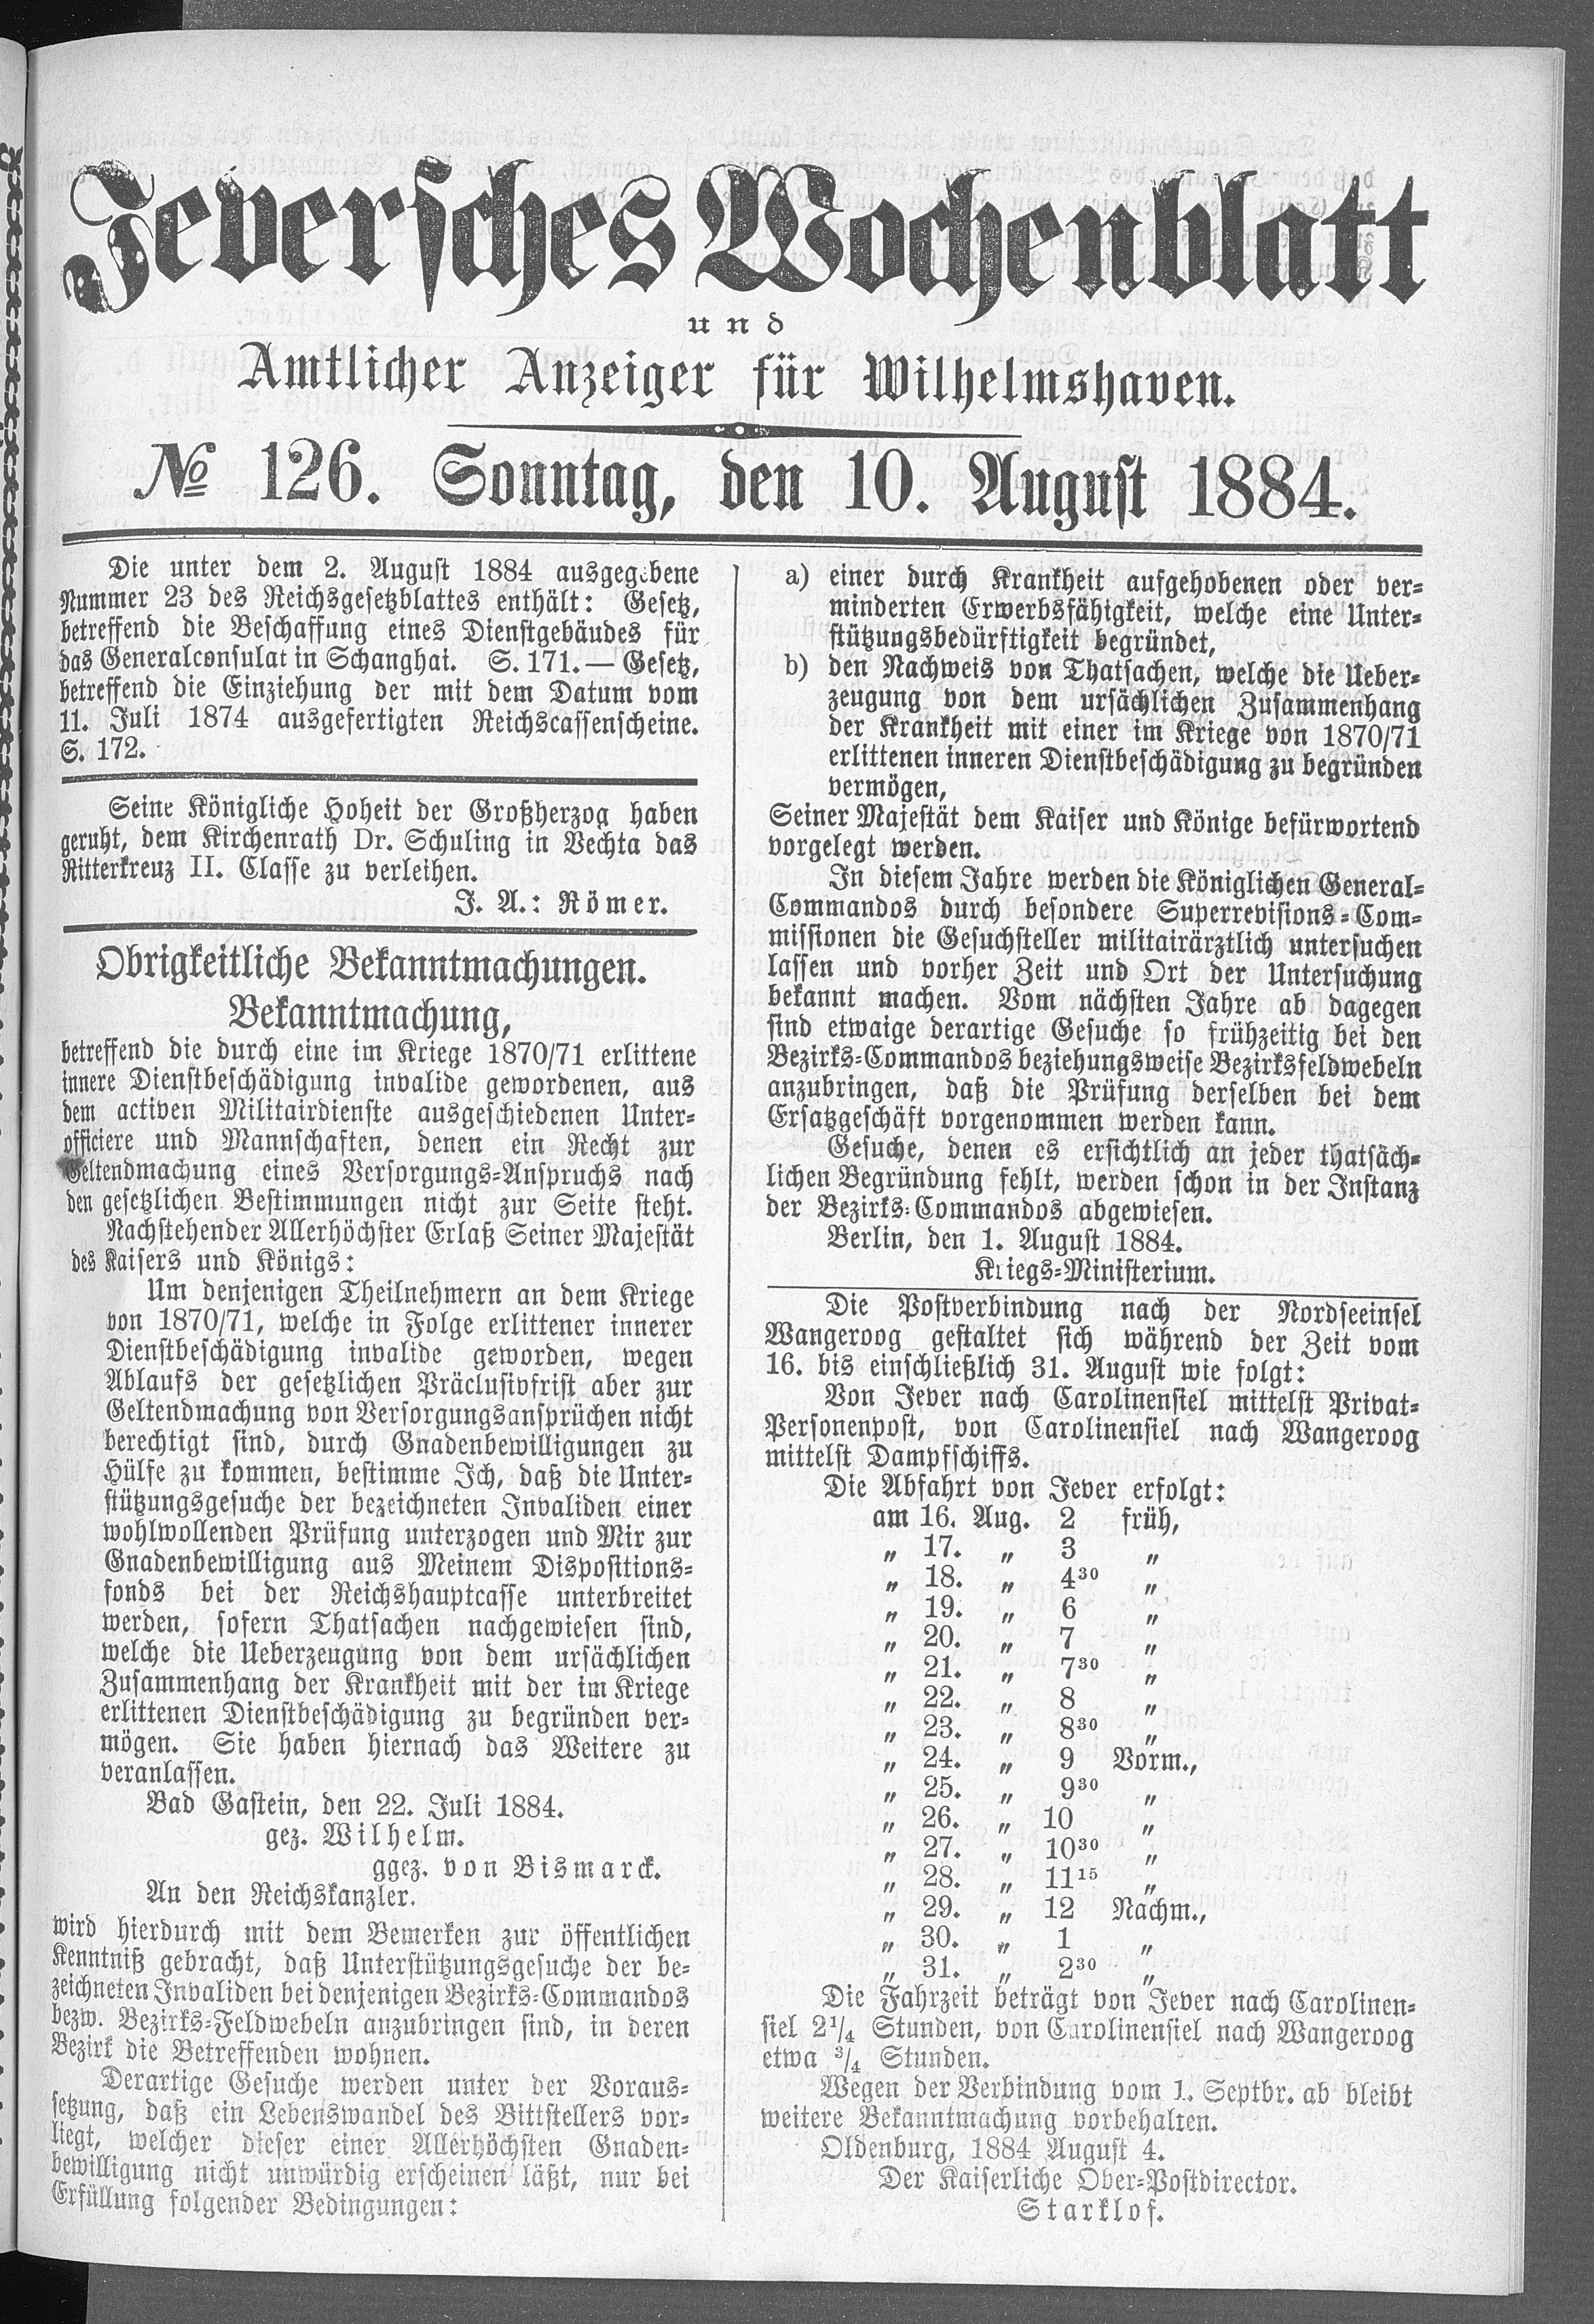 Jeversches Wochenblatt
und
Amtlicher Anzeiger für Wilhelmshaven.
№ 126. Sonntag, den 10. August 1884.
Die unter dem 2. August 1884 ausgegebene
Nummer 23 des Reichsgesetzblattes enthält: Gesetz,
betreffend die Beschaffung eines Dienstgebäudes für
das Generalconsulat in Schanghai. S. 171. — Gesetz,
betreffend die Einziehung der mit dem Datum vom
11. Juli 1874 ausgefertigten Reichscassenscheine.
S. 172.
Seine Königliche Hoheit der Großherzog haben
geruht, dem Kirchenrath Dr. Schuling in Vechta das
Ritterkreuz II. Classe zu verleihen.
J. A.: Römer.
Obrigkeitliche Bekanntmachungen.
Bekanntmachung,
betreffend die durch eine im Kriege 1870/71 erlittene
innere Dienstbeschädigung invalide gewordenen, aus
dem activen Militairdienste ausgeschiedenen Unter-
officiere und Mannschaften, denen ein Recht zur
Geltendmachung eines Versorgungs-Anspruchs nach
den gesetzlichen Bestimmungen nicht zur Seite steht.
Nachstehender Allerhöchster Erlaß Seiner Majestät
des Kaisers und Königs:
Um denjenigen Theilnehmern an dem Kriege
von 1870/71, welche in Folge erlittener innerer
Dienstbeschädigung invalide geworden, wegen
Ablaufs der gesetzlichen Präclusivfrist aber zur
Geltendmachung von Versorgungsansprüchen nicht
berechtigt sind, durch Gnadenbewilligungen zu
Hülfe zu kommen, bestimme Ich, daß die Unter-
stützungsgesuche der bezeichneten Invaliden einer
wohlwollenden Prüfung unterzogen und Mir zur
Gnadenbewilligung aus Meinem Dispositions-
fonds bei der Reichshauptcasse unterbreitet
werden, sofern Thatsachen nachgewiesen sind,
welche die Ueberzeugung von dem ursächlichen
Zusammenhang der Krankheit mit der im Kriege
erlittenen Dienstbeschädigung zu begründen ver-
mögen. Sie haben hiernach das Weitere zu
veranlassen.
Bad Gastein, den 22. Juli 1884.
gez. Wilhelm.
ggez. von Bismarck.
An den Reichskanzler.
wird hierdurch mit dem Bemerken zur öffentlichen
Kenntniß gebracht, daß Unterstützungsgesuche der be-
zeichneten Invaliden bei denjenigen Bezirks-Commandos
bezw. Bezirks-Feldwebeln anzubringen sind, in deren
Bezirk die Betreffenden wohnen.
Derartige Gesuche werden unter der Voraus-
setzung, daß ein Lebenswandel des Bittstellers vor-
liegt, welcher dieser einer Allerhöchsten Gnaden-
bewilligung nicht unwürdig erscheinen läßt, nur bei
Erfüllung folgender Bedingungen:
a) einer durch Krankheit aufgehobenen oder ver-
minderten Erwerbsfähigkeit, welche eine Unter-
stützungsbedürftigkeit begründet,
b) den Nachweis von Thatsachen, welche die Ueber-
zeugung von dem ursächlichen Zusammenhang
der Krankheit mit einer im Kriege von 1870/71
erlittenen inneren Dienstbeschädigung zu begründen
vermögen,
Seiner Majestät dem Kaiser und Könige befürwortend
vorgelegt werden.
In diesem Jahre werden die Königlichen General-
Commandos durch besondere Superrevisions-Com-
missionen die Gesuchsteller militairärztlich untersuchen
lassen und vorher Zeit und Ort der Untersuchung
bekannt machen. Vom nächsten Jahre ab dagegen
sind etwaige derartige Gesuche so frühzeitig bei den
Bezirks-Commandos beziehungsweise Bezirksfeldwebeln
anzubringen, daß die Prüfung derselben bei dem
Ersatzgeschäft vorgenommen werden kann.
Gesuche, denen es ersichtlich an jeder thatsäch-
lichen Begründung fehlt, werden schon in der Instanz
der Bezirks-Commandos abgewiesen.
Berlin, den 1. August 1884.
Kriegs-Ministerium.
Die Postverbindung nach der Nordseeinsel
Wangeroog gestaltet sich während der Zeit vom
16. bis einschließlich 31. August wie folgt:
Von Jever nach Carolinensiel mittelst Privat-
Personenpost, von Carolinensiel nach Wangeroog
mittelst Dampfschiffs.
Die Abfahrt von Jever erfolgt:
am 16. Aug. 2 früh,
„ 17. „ 3 „
„ 18. „ 4³⁰ „
„ 19. „ 6 „
„ 20. „ 7 „
„ 21. „ 7³⁰ „
„ 22. „ 8 „
„ 23. „ 8³⁰ „
„ 24. „ 9 Vorm.,
„ 25. „ 9³⁰ „
„ 26. „ 10 „
„ 27. „ 10³⁰ „
„ 28. „ 11¹⁵ „
„ 29. „ 12 Nachm.,
„ 30. „ 1 „
„ 31. „ 2³⁰ „
Die Fahrzeit beträgt von Jever nach Carolinen-
siel 2¹/₄ Stunden, von Carolinensiel nach Wangeroog
etwa ³/₄ Stunden.
Wegen der Verbindung vom 1. Septbr. ab bleibt
weitere Bekanntmachung vorbehalten.
Oldenburg, 1884 August 4.
Der Kaiserliche Ober-Postdirector.
Starklof.